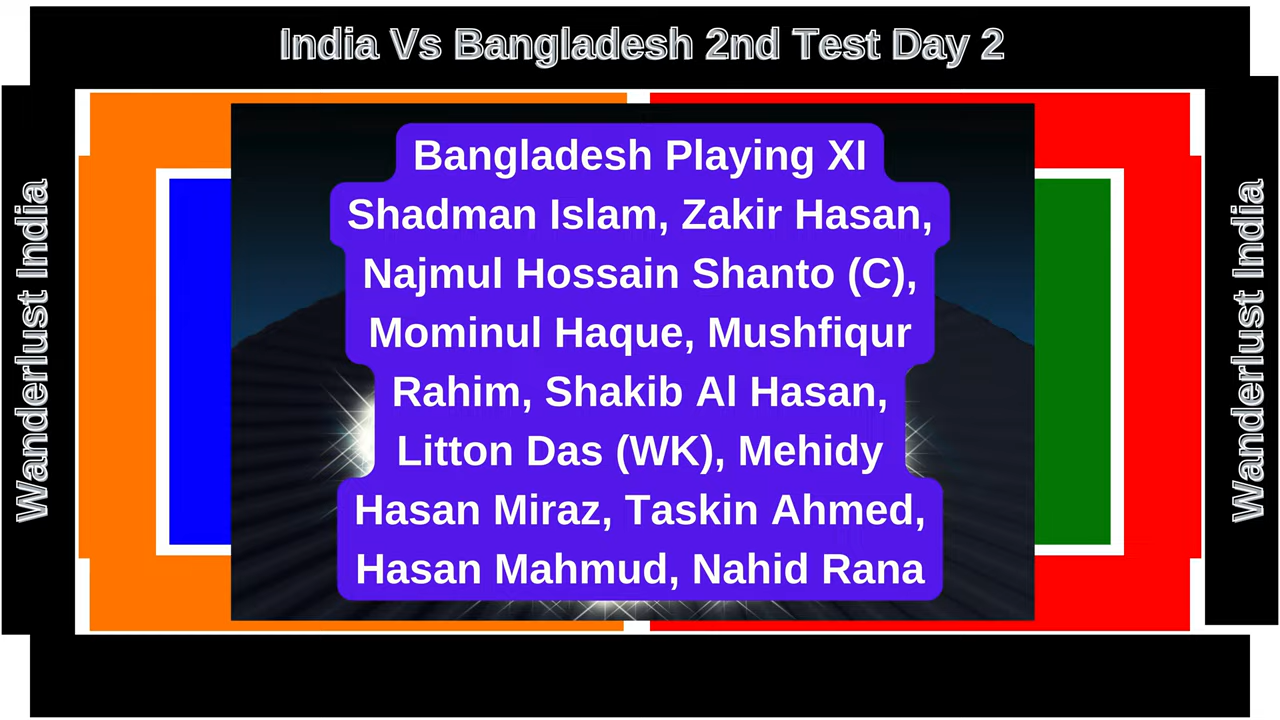 India Vs Bangladesh 2nd Test Day 2
Wanderlust India
Bangladesh Playing XI
Shadman Islam, Zakir Hasan,
Najmul Hossain Shanto (C),
Mominul Haque, Mushfiqur
Rahim, Shakib Al Hasan,
Litton Das (WK), Mehidy
Hasan Miraz, Taskin Ahmed,
Hasan Mahmud, Nahid Rana
Wanderlust India